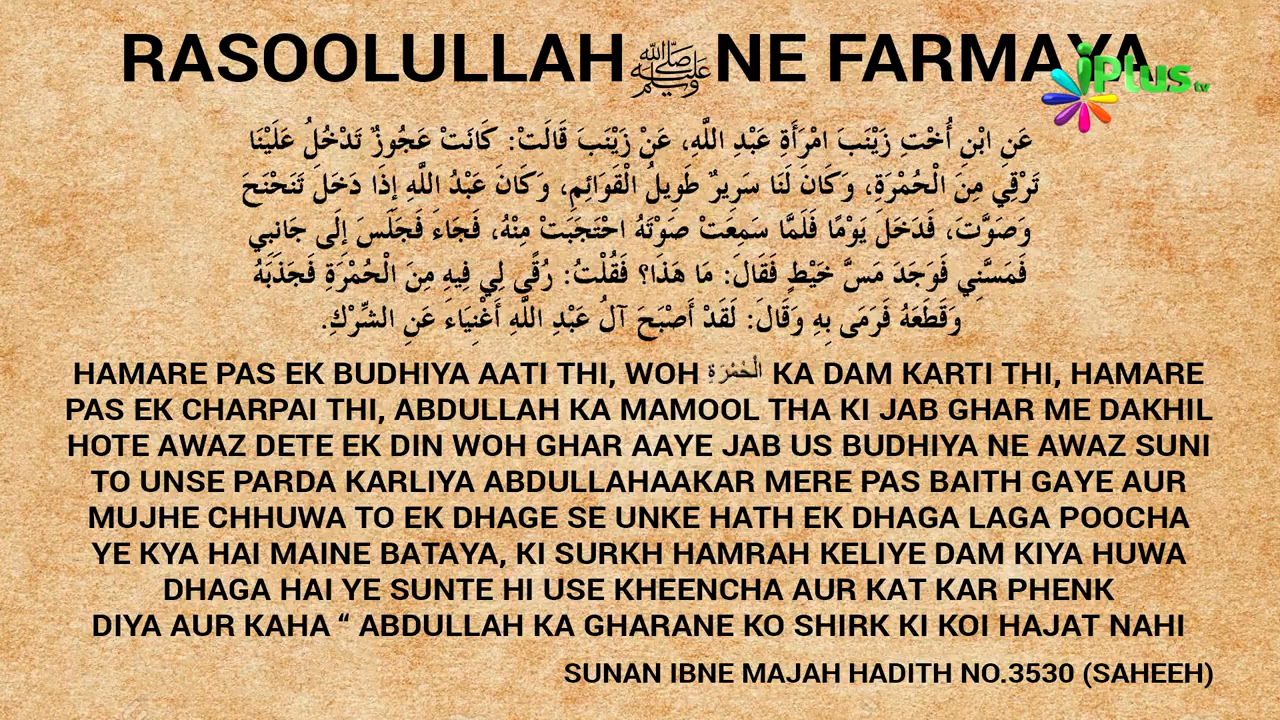 RASOOLULLAH ﷺ NE FARMAYA
iPlus tv
عَنِ ابْنِ أُخْتِ زَيْنَبَ امْرَأَةِ عَبْدِ اللَّهِ، عَنْ زَيْنَبَ قَالَتْ: كَانَتْ عَجُوزٌ تَدْخُلُ عَلَيْنَا
تَرْقِي مِنَ الْحُمْرَةِ، وَكَانَ لَنَا سَرِيرٌ طَوِيلُ الْقَوَائِمِ، وَكَانَ عَبْدُ اللَّهِ إِذَا دَخَلَ تَنَحْنَحَ
وَصَوَّتَ، فَدَخَلَ يَوْمًا فَلَمَّا سَمِعَتْ صَوْتَهُ احْتَجَبَتْ مِنْهُ، فَجَاءَ فَجَلَسَ إِلَى جَانِبِي
فَمَسَّنِي فَوَجَدَ مَسَّ خَيْطٍ فَقَالَ: مَا هَذَا؟ فَقُلْتُ: رُقًى لِي فِيهِ مِنَ الْحُمْرَةِ فَجَذَبَهُ
وَقَطَعَهُ فَرَمَى بِهِ وَقَالَ: لَقَدْ أَصْبَحَ آلُ عَبْدِ اللَّهِ أَغْنِيَاءَ عَنِ الشِّرْكِ.
HAMARE PAS EK BUDHIYA AATI THI, WOH الْحُمْرَةِ KA DAM KARTI THI, HAMARE
PAS EK CHARPAI THI, ABDULLAH KA MAMOOL THA KI JAB GHAR ME DAKHIL
HOTE AWAZ DETE EK DIN WOH GHAR AAYE JAB US BUDHIYA NE AWAZ SUNI
TO UNSE PARDA KARLIYA ABDULLAHAAKAR MERE PAS BAITH GAYE AUR
MUJHE CHHUWA TO EK DHAGE SE UNKE HATH EK DHAGA LAGA POOCHA
YE KYA HAI MAINE BATAYA, KI SURKH HAMRAH KELIYE DAM KIYA HUWA
DHAGA HAI YE SUNTE HI USE KHEENCHA AUR KAT KAR PHENK
DIYA AUR KAHA “ ABDULLAH KA GHARANE KO SHIRK KI KOI HAJAT NAHI
SUNAN IBNE MAJAH HADITH NO.3530 (SAHEEH)